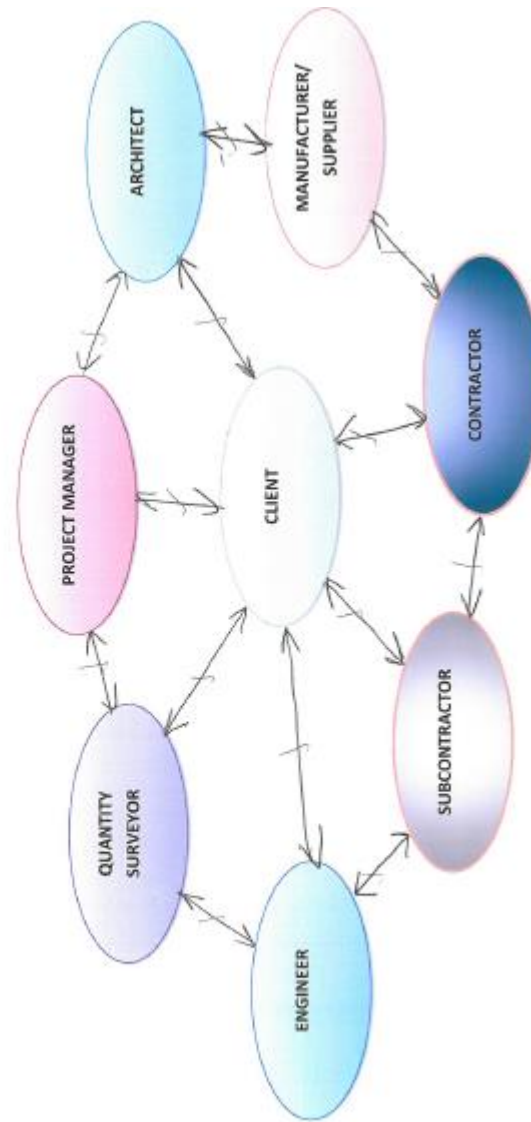 PROJECT MANAGER
QUANTITY
SURVEYOR
ARCHITECT
ENGINEER
CLIENT
MANUFACTURER/
SUPPLIER
SUBCONTRACTOR
CONTRACTOR